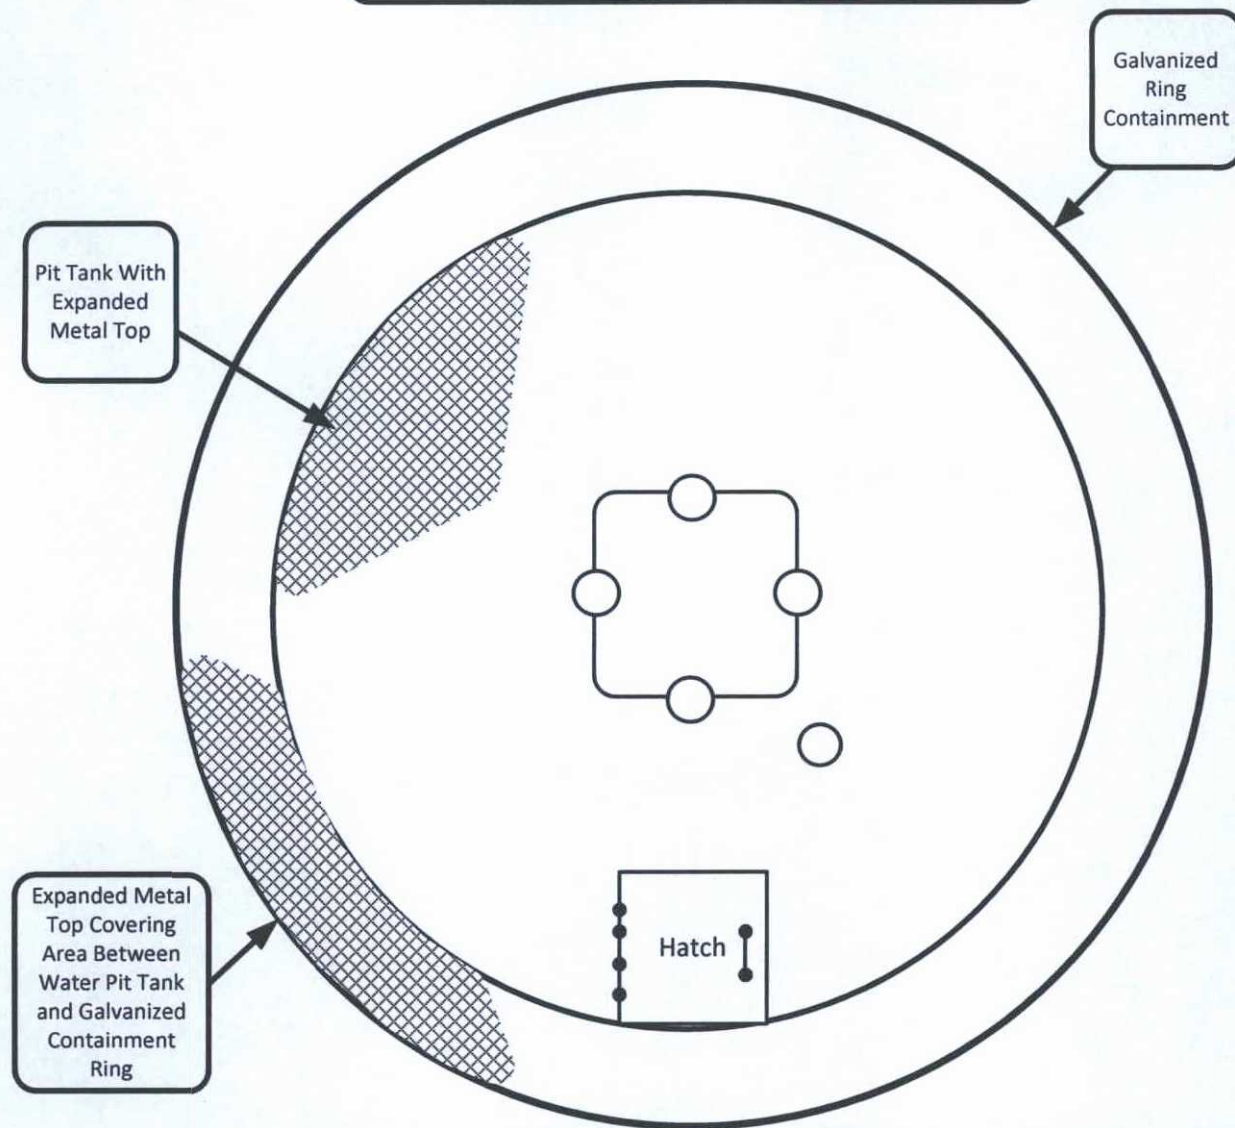 Galvanized
Ring
Containment
Pit Tank With
Expanded
Metal Top
Expanded Metal
Top Covering
Area Between
Water Pit Tank
and Galvanized
Containment
Ring
Hatch